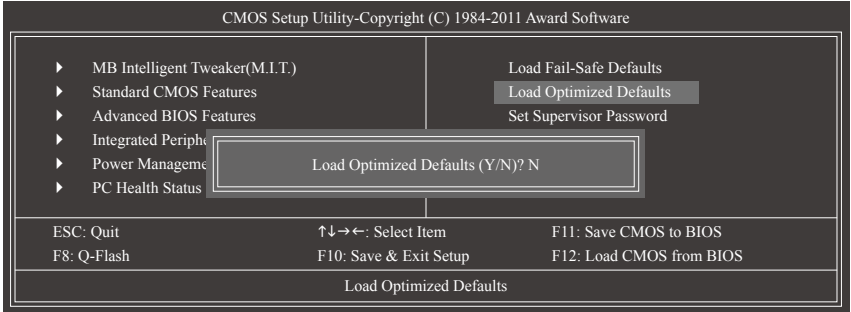 CMOS Setup Utility-Copyright (C) 1984-2011 Award Software
MB Intelligent Tweaker(M.I.T.)
Standard CMOS Features
Advanced BIOS Features
Integrated Periphe
Power Manageme
PC Health Status
Load Fail-Safe Defaults
Load Optimized Defaults
Set Supervisor Password
Load Optimized Defaults (Y/N)? N
ESC: Quit ↑↓→←: Select Item F11: Save CMOS to BIOS
F8: Q-Flash F10: Save & Exit Setup F12: Load CMOS from BIOS
Load Optimized Defaults